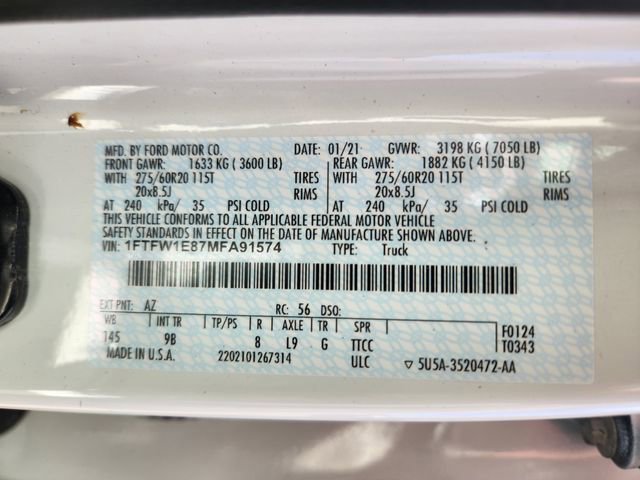 MFD. BY FORD MOTOR CO. DATE: 01/21 GVWR: 3198 KG ( 7050 LB)
FRONT GAWR: 1633 KG ( 3600 LB) REAR GAWR: 1882 KG ( 4150 LB)
WITH 275/60R20 115T TIRES WITH 275/60R20 115T TIRES
20x8.5J RIMS 20x8.5J RIMS
AT 240 kPa/ 35 PSI COLD AT 240 kPa/ 35 PSI COLD
THIS VEHICLE CONFORMS TO ALL APPLICABLE FEDERAL MOTOR VEHICLE
SAFETY STANDARDS IN EFFECT ON THE DATE OF MANUFACTURE SHOWN ABOVE.
VIN: 1FTFW1E87MFA91574 TYPE: Truck
EXT PNT: AZ RC: 56 DSO:
WB INT TR TP/PS R AXLE TR SPR F0124
145 9B 8 L9 G TTCC T0343
MADE IN U.S.A. 2202101267314 ULC ▽ 5U5A-3520472-AA